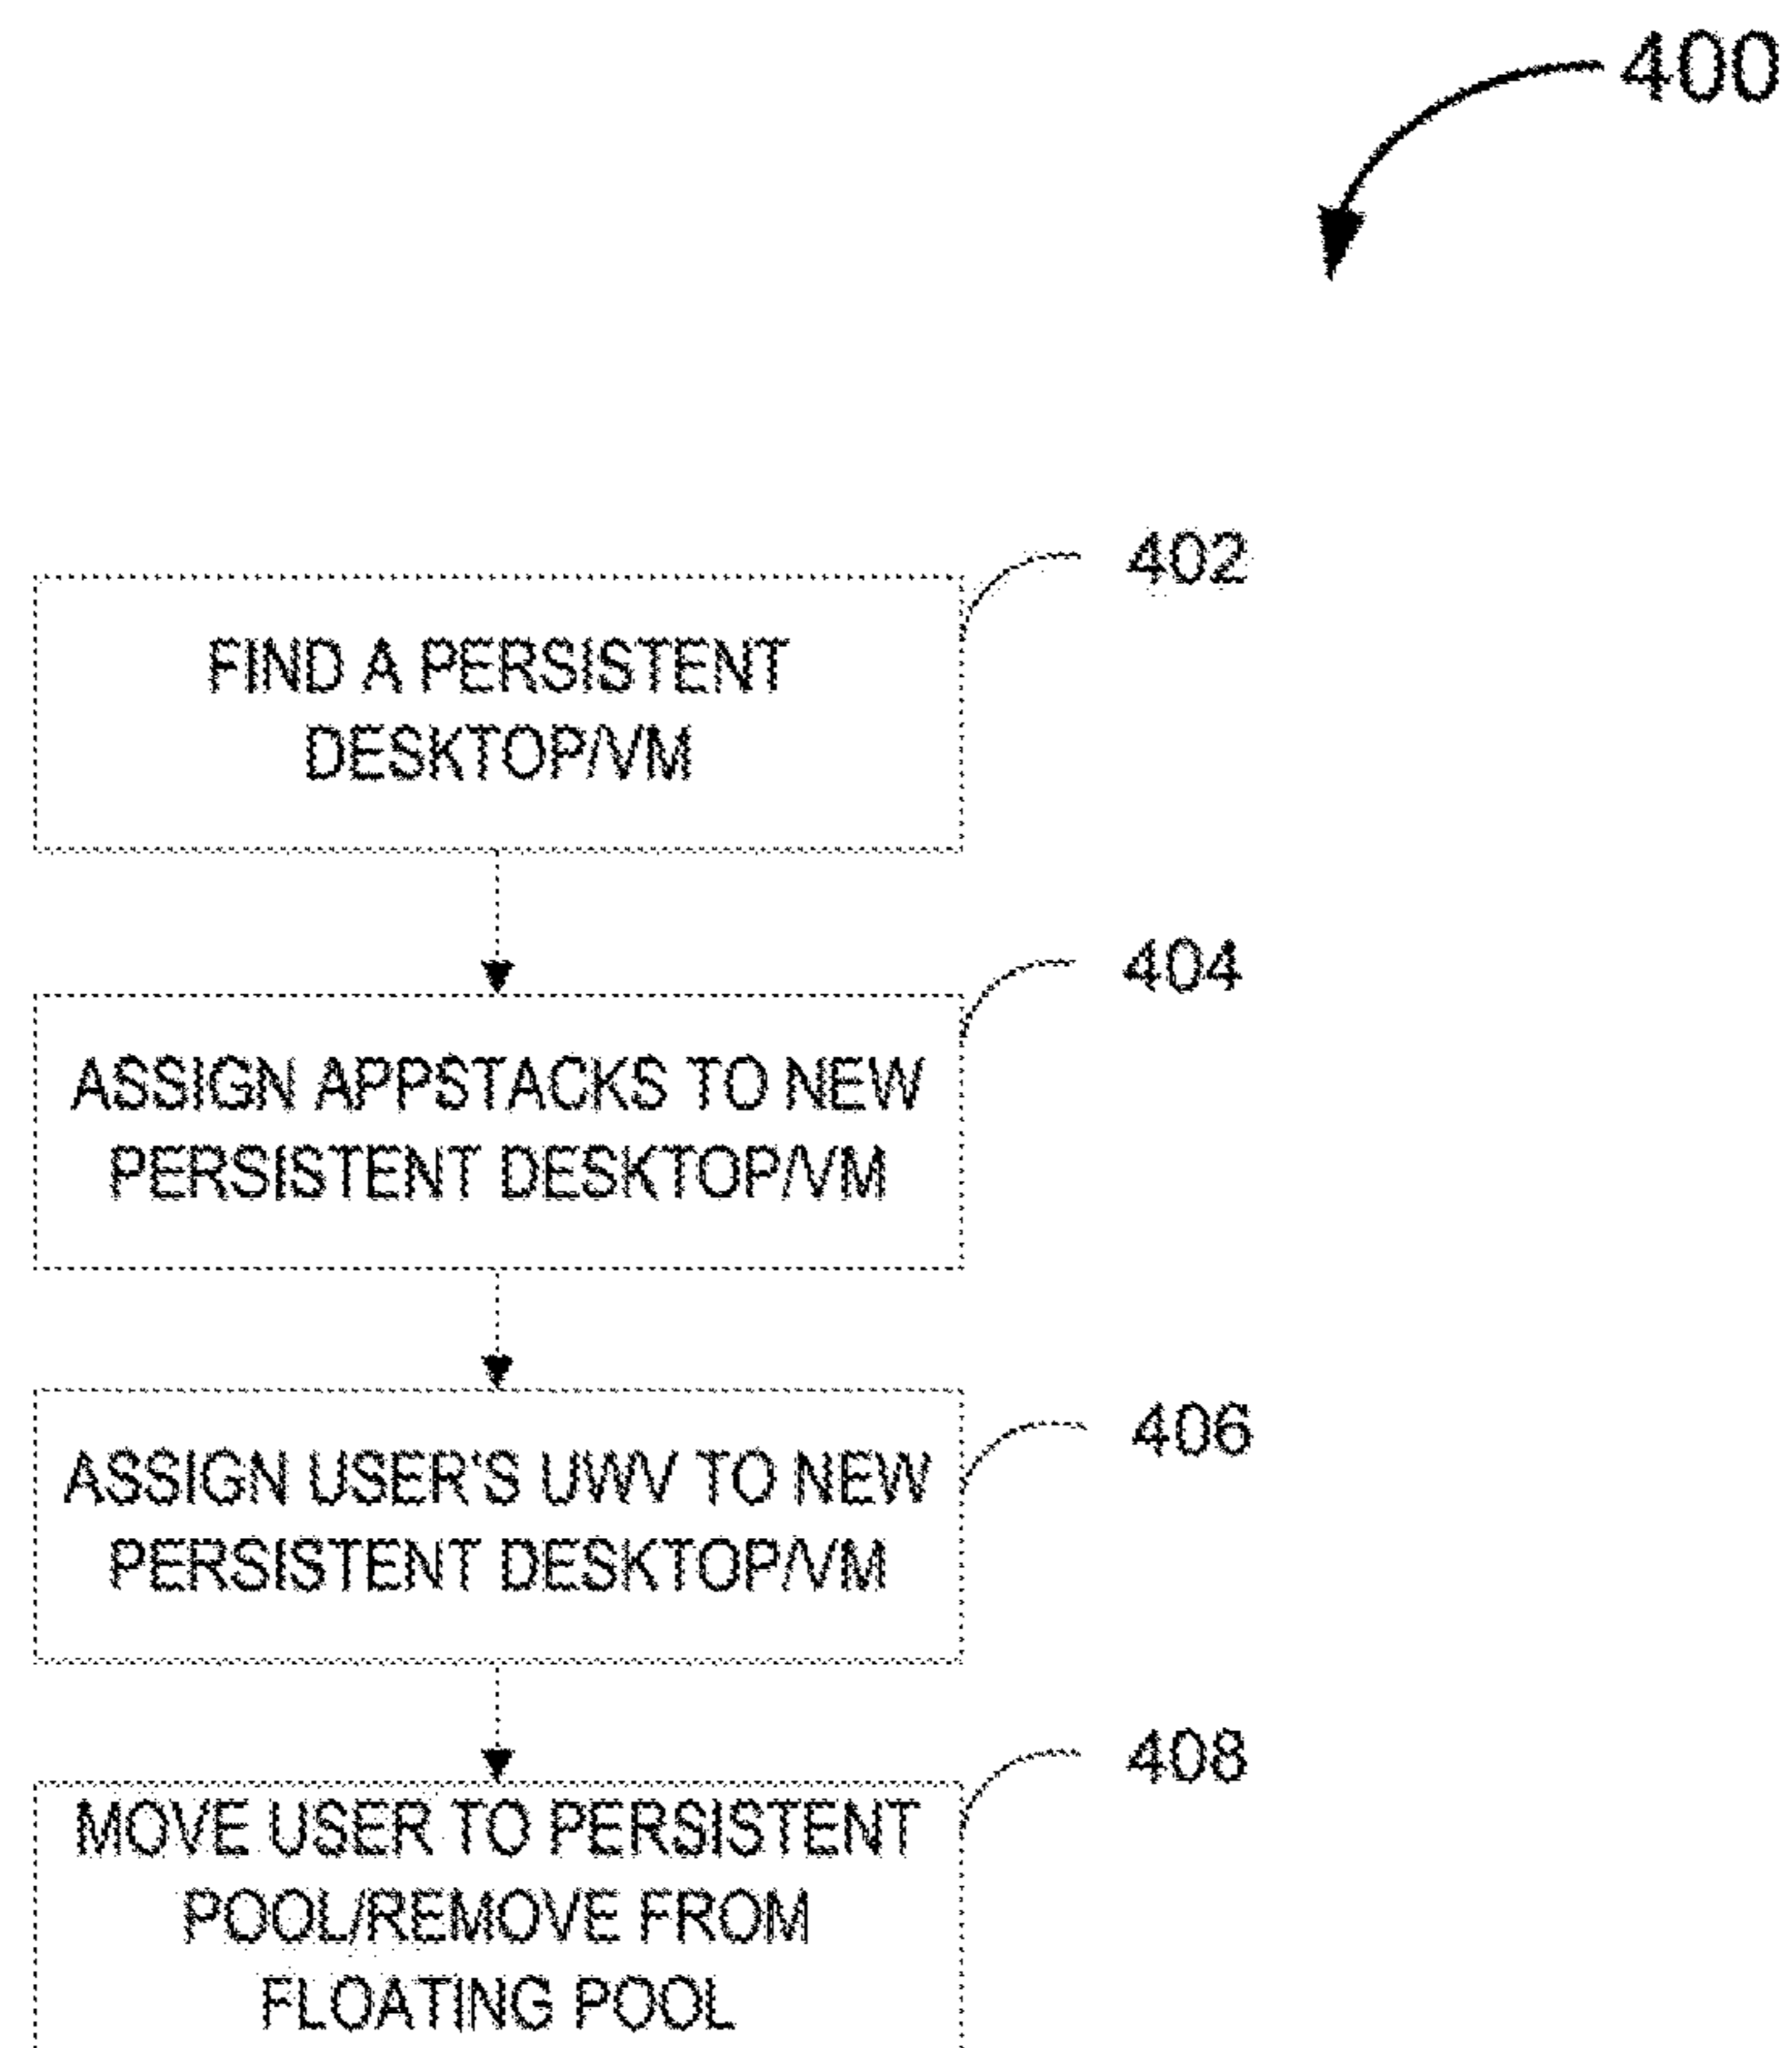 400
402
FIND A PERSISTENT
DESKTOP/VM
404
ASSIGN APPSTACKS TO NEW
PERSISTENT DESKTOP/VM
406
ASSIGN USER'S UWV TO NEW
PERSISTENT DESKTOP/VM
408
MOVE USER TO PERSISTENT
POOL/REMOVE FROM
FLOATING POOL